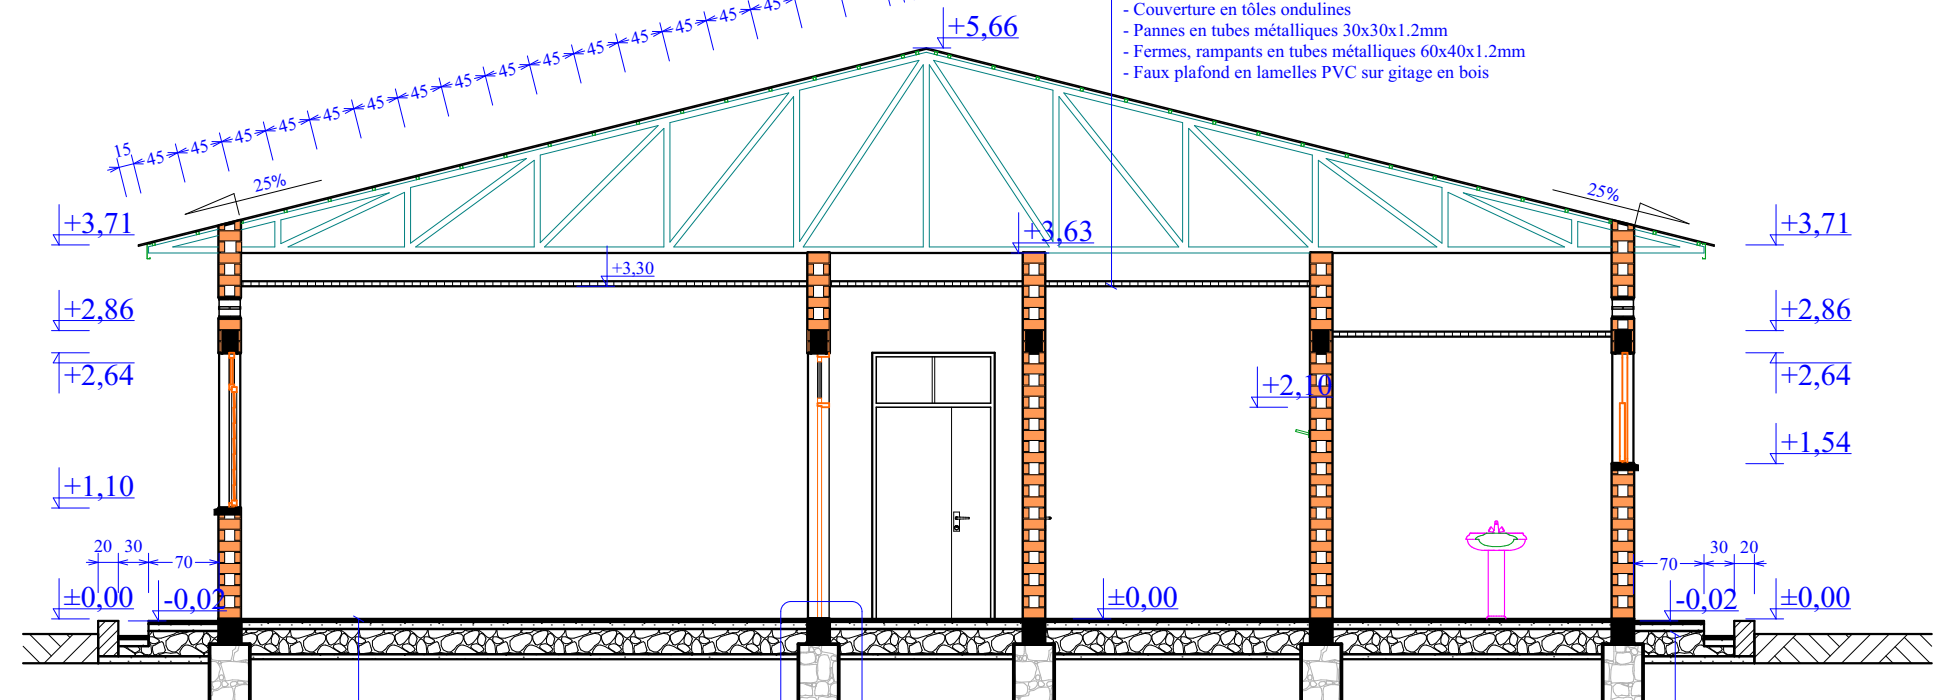 - Couverture en tôles ondulines
- Pannes en tubes métalliques 30x30x1.2mm
- Fermes, rampants en tubes métalliques 60x40x1.2mm
- Faux plafond en lamelles PVC sur gitage en bois
+5,66
15 45 45 45 45 45 45 45 45 45 45 45 45 45 45 45
25%
25%
+3,71
+3,63
+3,71
+3,30
+2,86
+2,86
+2,64
+2,64
+2,10
+1,54
+1,10
20 30 70
70 30 20
±0,00
-0,02
±0,00
-0,02
±0,00